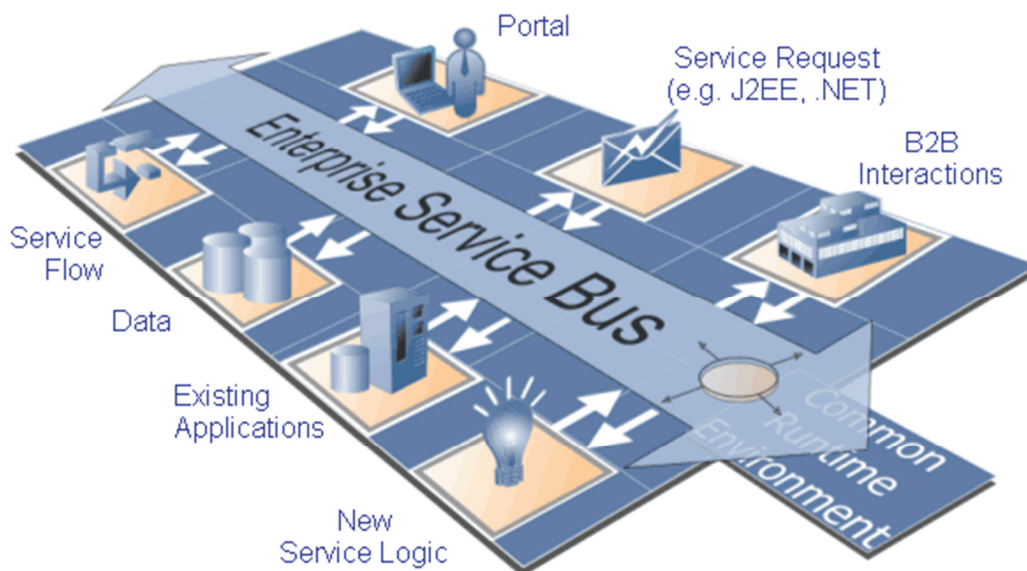 Portal
Service Request
(e.g. J2EE, .NET)
B2B
Interactions
Enterprise Service Bus
Service
Flow
Data
Existing
Applications
New
Service Logic
Common
Runtime
Environment